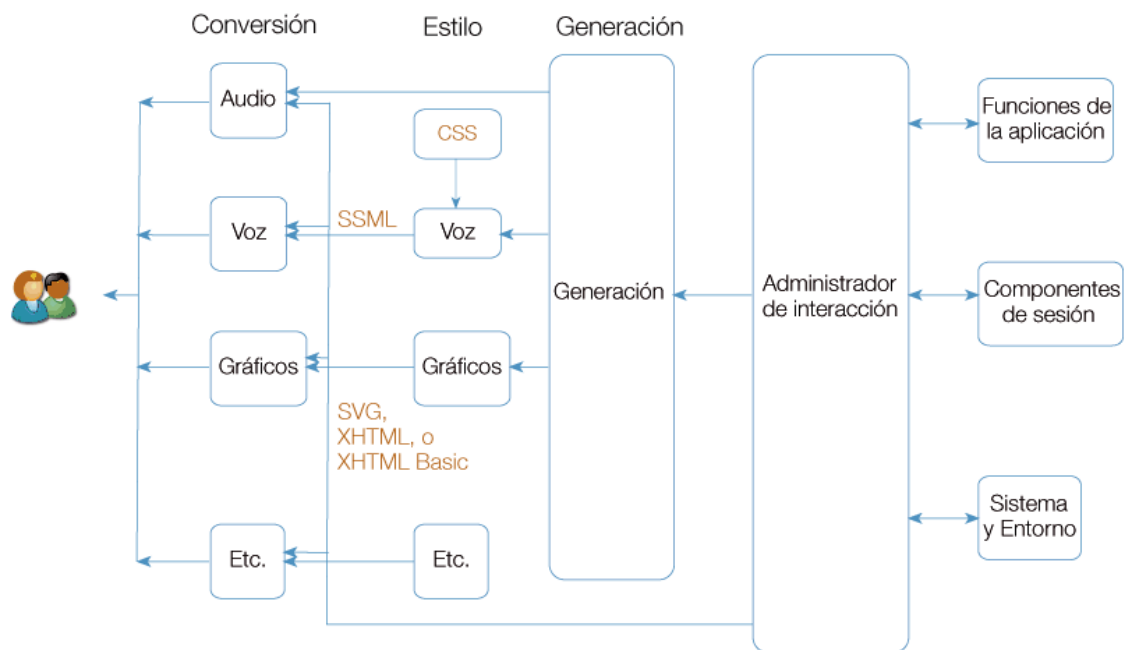 Conversión
Estilo
Generación
Audio
CSS
Voz
SSML
Voz
Gráficos
Gráficos
SVG,
XHTML, o
XHTML Basic
Etc.
Etc.
Generación
Administrador
de interacción
Funciones de
la aplicación
Componentes
de sesión
Sistema
y Entorno